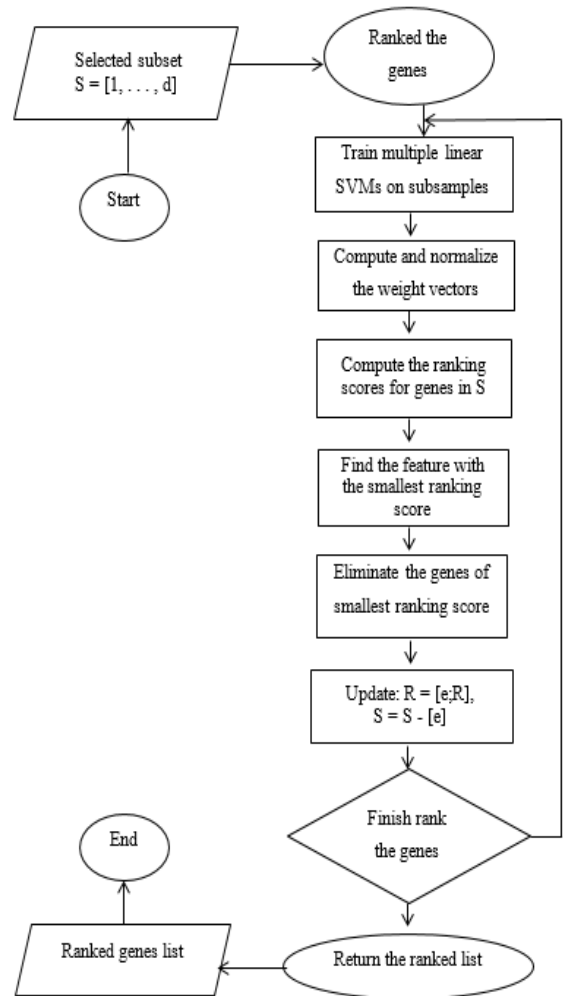 Selected subset
S = [1, . . . , d]
Ranked the
genes
Start
Train multiple linear
SVMs on subsamples
Compute and normalize
the weight vectors
Compute the ranking
scores for genes in S
Find the feature with
the smallest ranking
score
Eliminate the genes of
smallest ranking score
Update: R = [e;R],
S = S - [e]
Finish rank
the genes
Return the ranked list
Ranked genes list
End